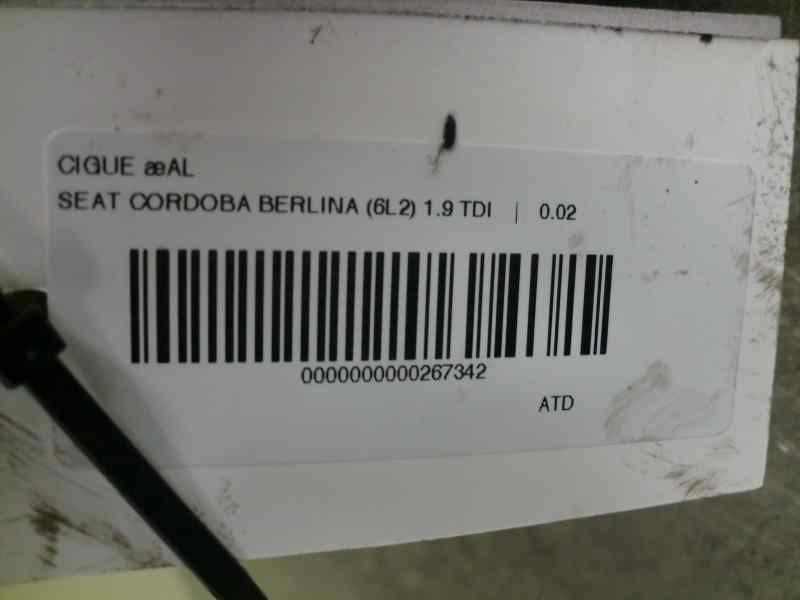 CIGUE æAL
SEAT CORDOBA BERLINA (6L2) 1.9 TDI | 0.02
0000000000267342
ATD